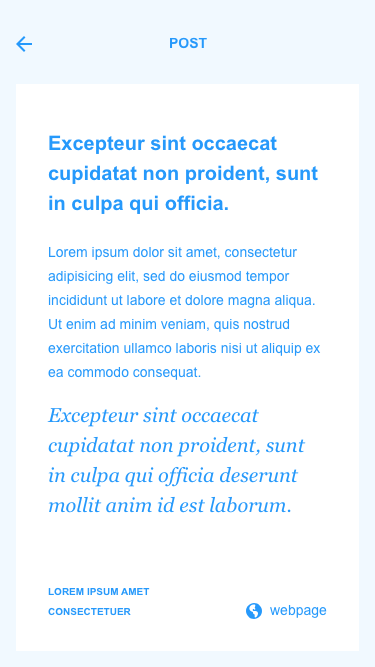 POST
Excepteur sint occaecat
cupidatat non proident, sunt
in culpa qui officia.
Lorem ipsum dolor sit amet, consectetur
adipisicing elit, sed do eiusmod tempor
incididunt ut labore et dolore magna aliqua.
Ut enim ad minim veniam, quis nostrud
exercitation ullamco laboris nisi ut aliquip ex
ea commodo consequat.
Excepteur sint occaecat
cupidatat non proident, sunt
in culpa qui officia deserunt
mollit anim id est laborum.
LOREM IPSUM AMET
CONSECTETUER
webpage